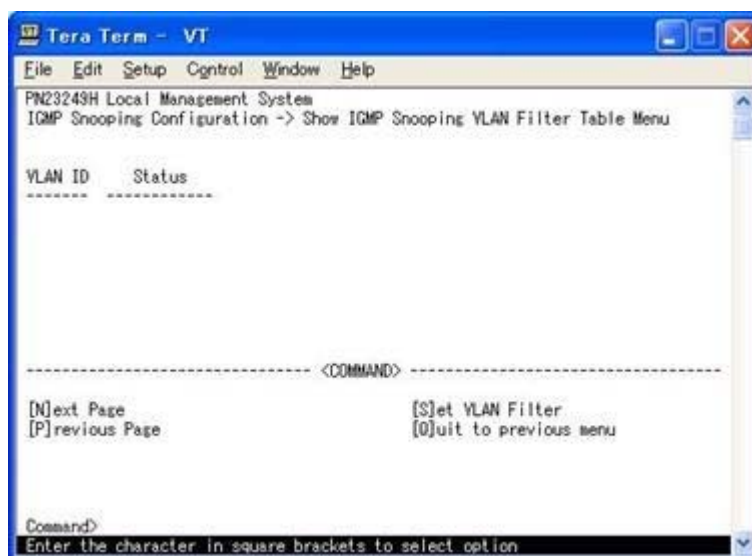 Tera Term - VT
File Edit Setup Control Window Help
PN23249H Local Management System
IGMP Snooping Configuration -> Show IGMP Snooping VLAN Filter Table Menu
VLAN ID Status
------- ------------
-------------------------------- <COMMAND> -----------------------------------
[N]ext Page [S]et VLAN Filter
[P]revious Page [Q]uit to previous menu
Command>
Enter the character in square brackets to select option